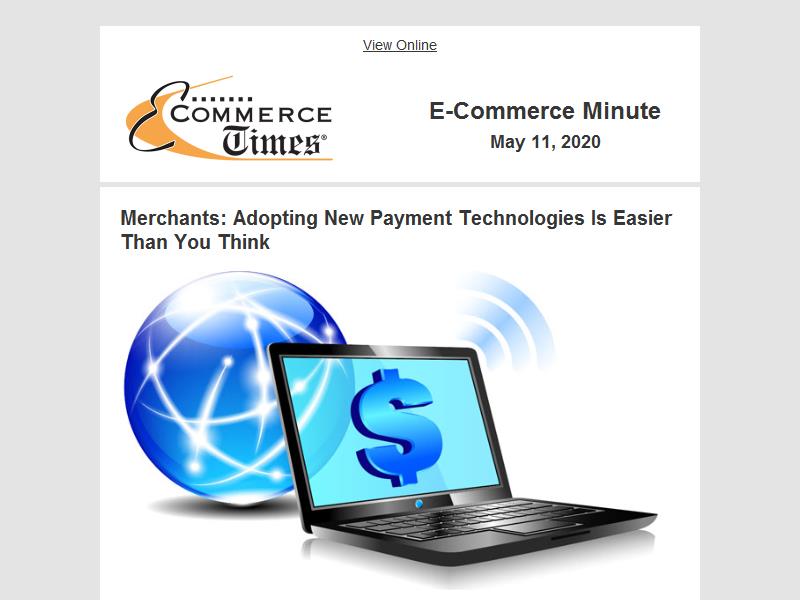 View Online
E-COMMERCE
Times®
E-Commerce Minute
May 11, 2020
Merchants: Adopting New Payment Technologies Is Easier
Than You Think
$